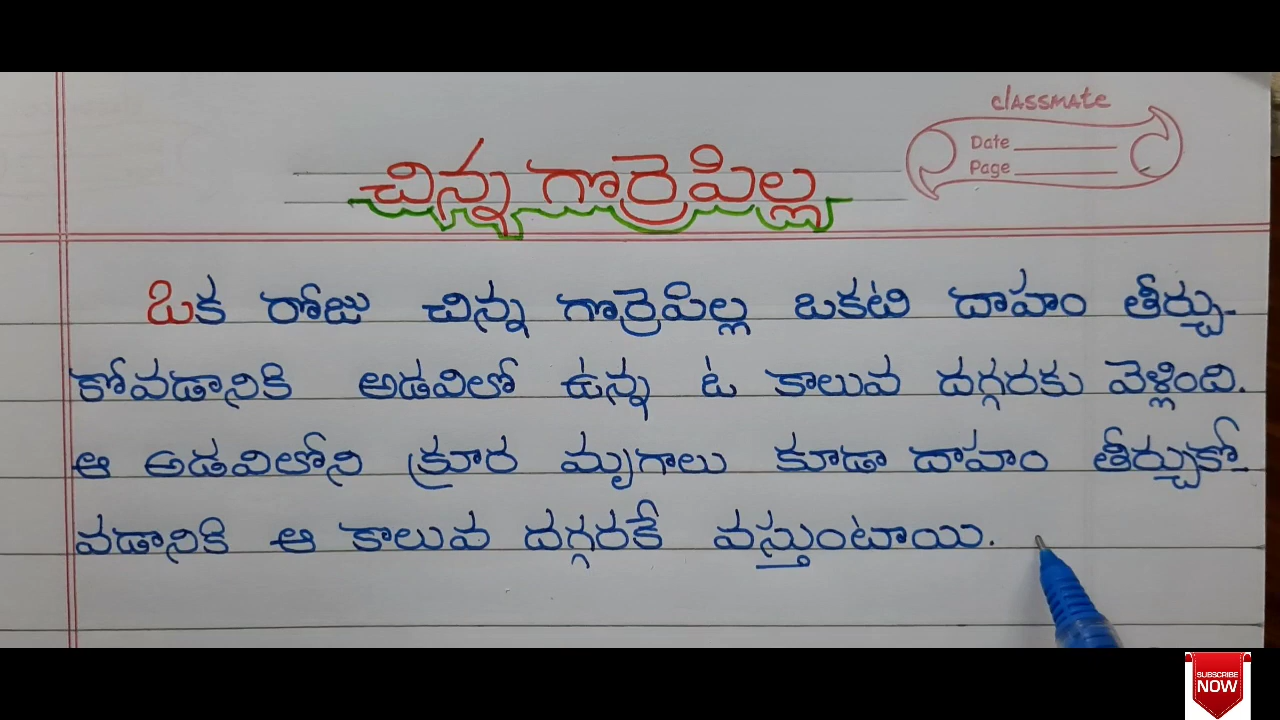 classmate
Date
Page
చిన్న గొర్రెపిల్ల
ఒక రోజు చిన్న గొర్రెపిల్ల ఒకటి దాహం తీర్చు-
కోవడానికి అడవిలో ఉన్న ఓ కాలువ దగ్గరకు వెళ్లింది.
ఆ అడవిలోని క్రూర మృగాలు కూడా దాహం తీర్చుకో-
వడానికి ఆ కాలువ దగ్గరకే వస్తుంటాయి.
SUBSCRIBE
NOW